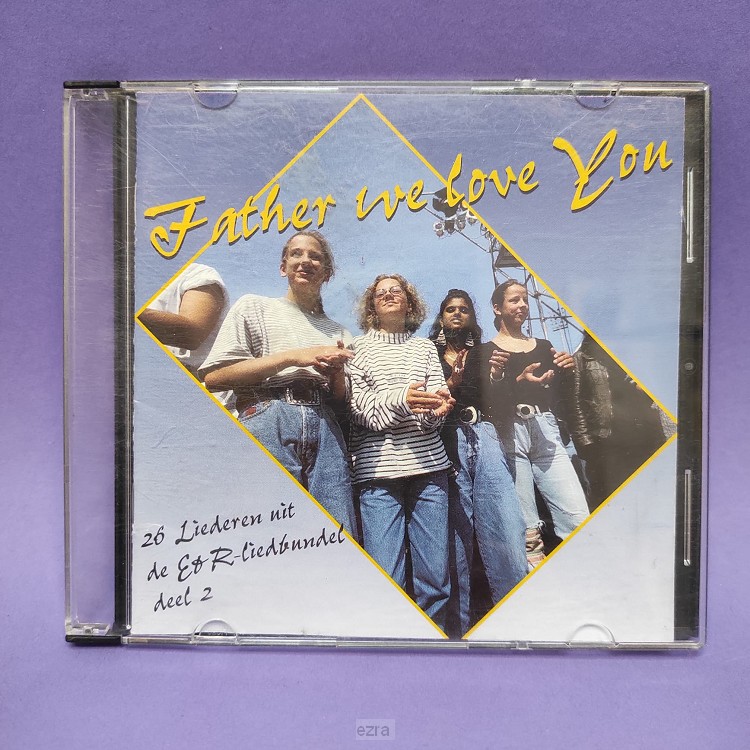 Father we love You
26 Liederen uit
de E&R-liedbundel
deel 2
ezra